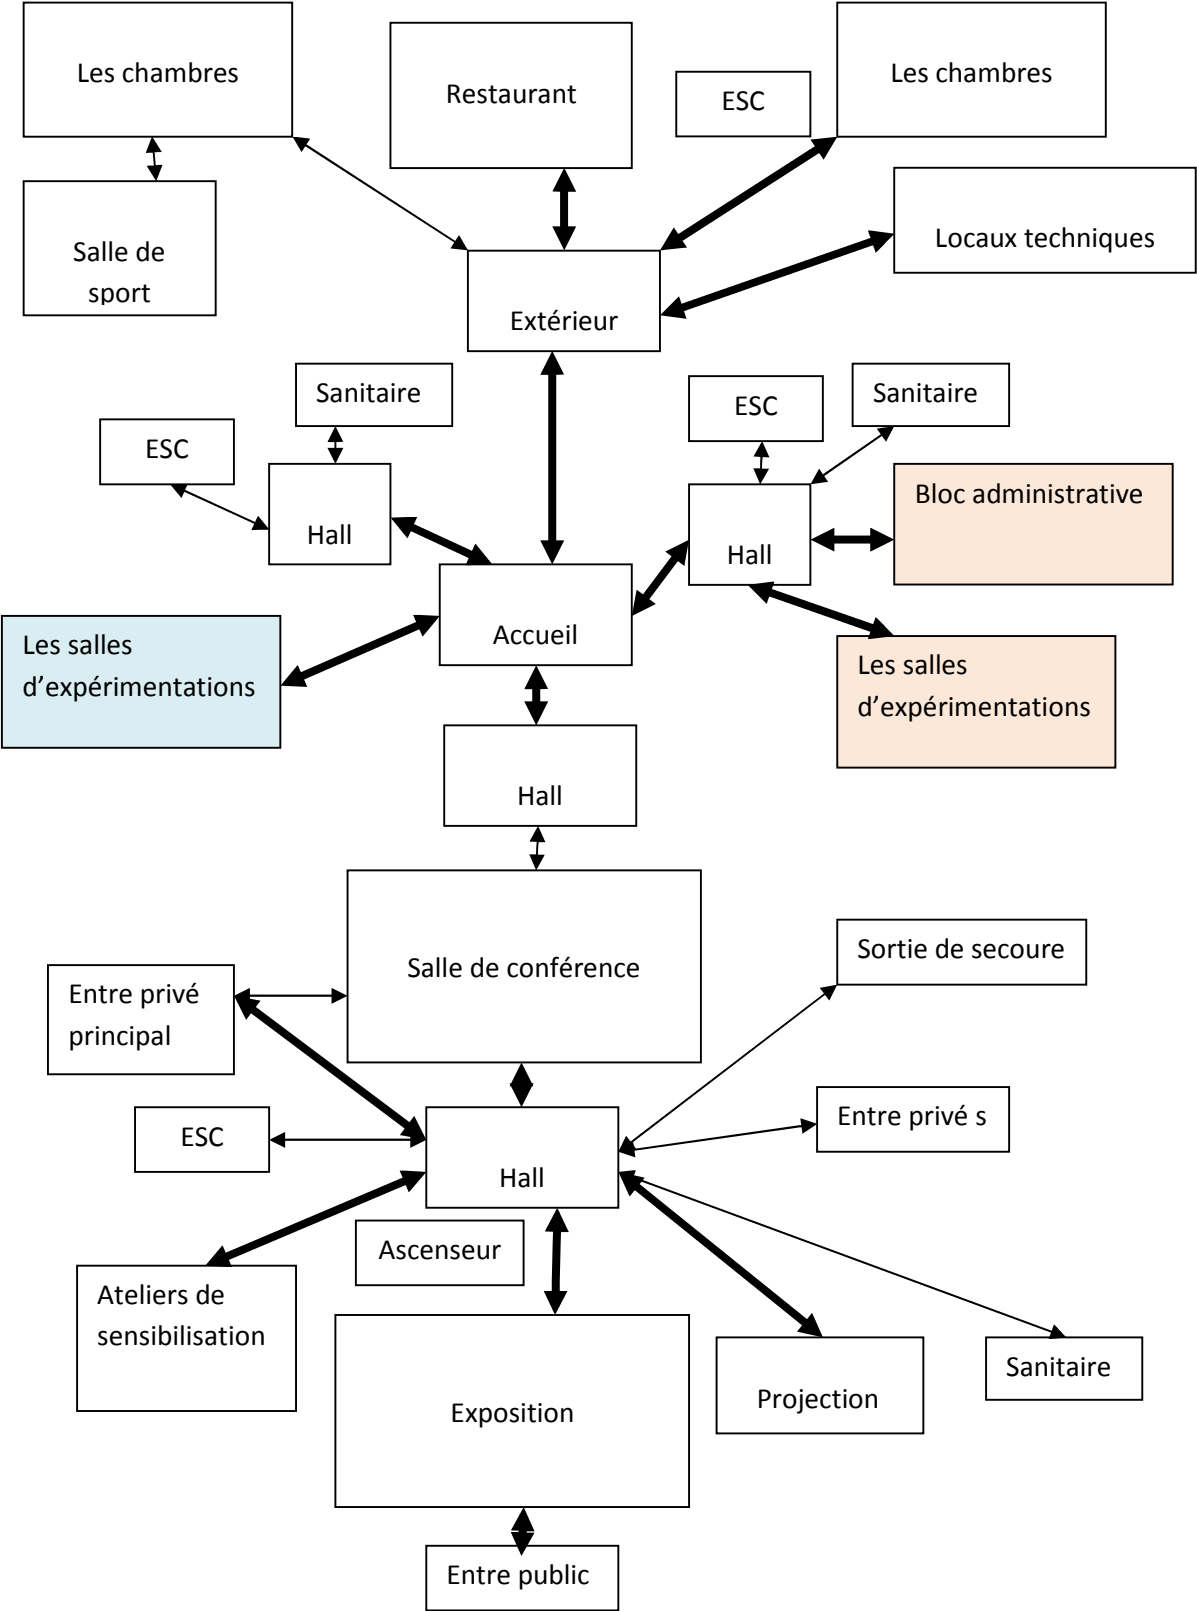 Les chambres
Restaurant
ESC
Les chambres
Salle de
sport
Locaux techniques
Extérieur
Sanitaire
ESC
Hall
ESC
Sanitaire
Hall
Bloc administrative
Accueil
Les salles
d’expérimentations
Les salles
d’expérimentations
Hall
Salle de conférence
Sortie de secoure
Entre privé
principal
Entre privé s
ESC
Hall
Ascenseur
Ateliers de
sensibilisation
Exposition
Projection
Sanitaire
Entre public